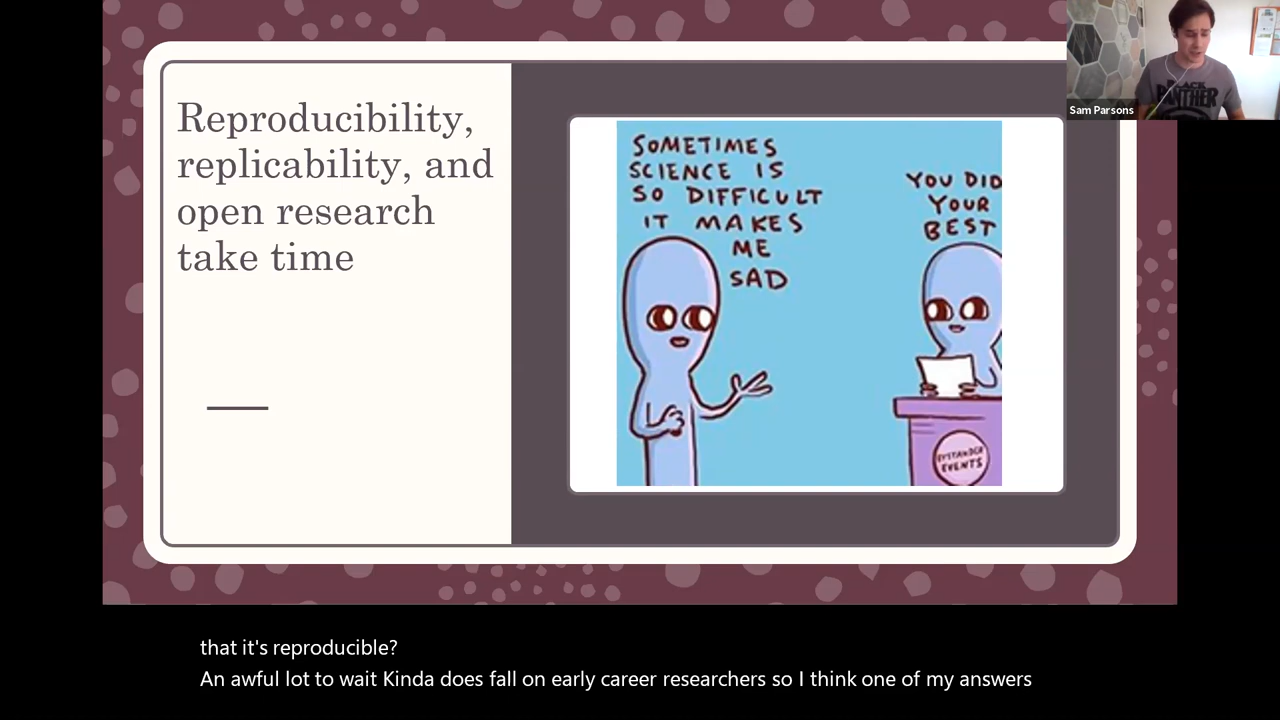 Reproducibility,
replicability, and
open research
take time
SOMETIMES
SCIENCE IS
SO DIFFICULT
IT MAKES
ME
SAD
YOU DID
YOUR
BEST
EVENTS
Sam Parsons
PANTHER
that it's reproducible?
An awful lot to wait Kinda does fall on early career researchers so I think one of my answers